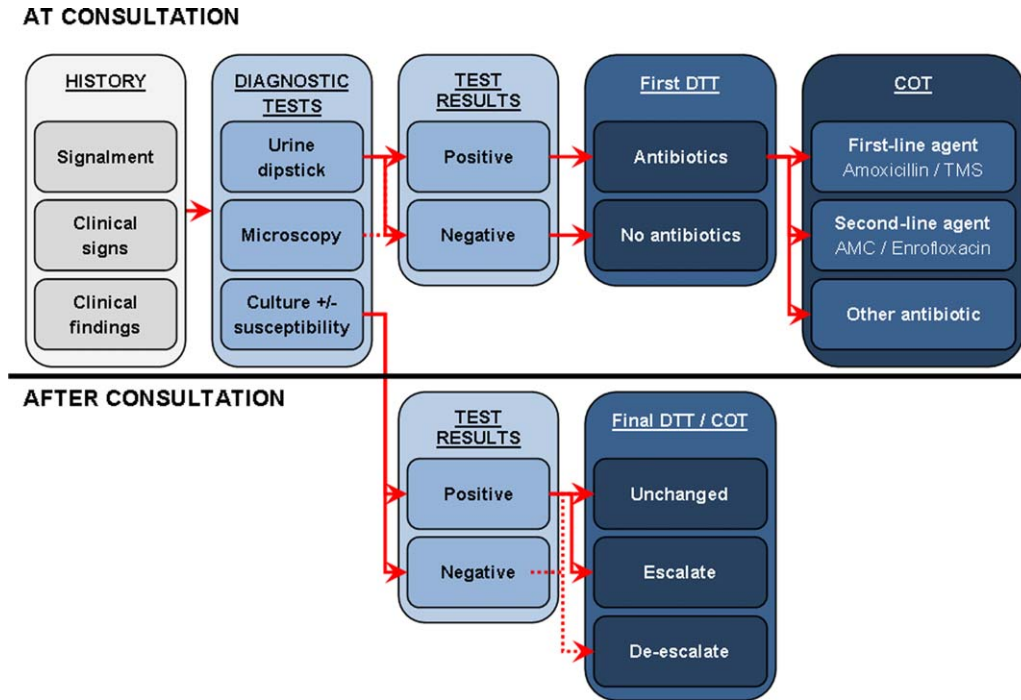 AT CONSULTATION
HISTORY
Signalment
Clinical
signs
Clinical
findings
DIAGNOSTIC
TESTS
Urine
dipstick
Microscopy
Culture +/-
susceptibility
TEST
RESULTS
Positive
Negative
First DTT
Antibiotics
No antibiotics
COT
First-line agent
Amoxicillin / TMS
Second-line agent
AMC / Enrofloxacin
Other antibiotic
AFTER CONSULTATION
TEST
RESULTS
Positive
Negative
Final DTT / COT
Unchanged
Escalate
De-escalate